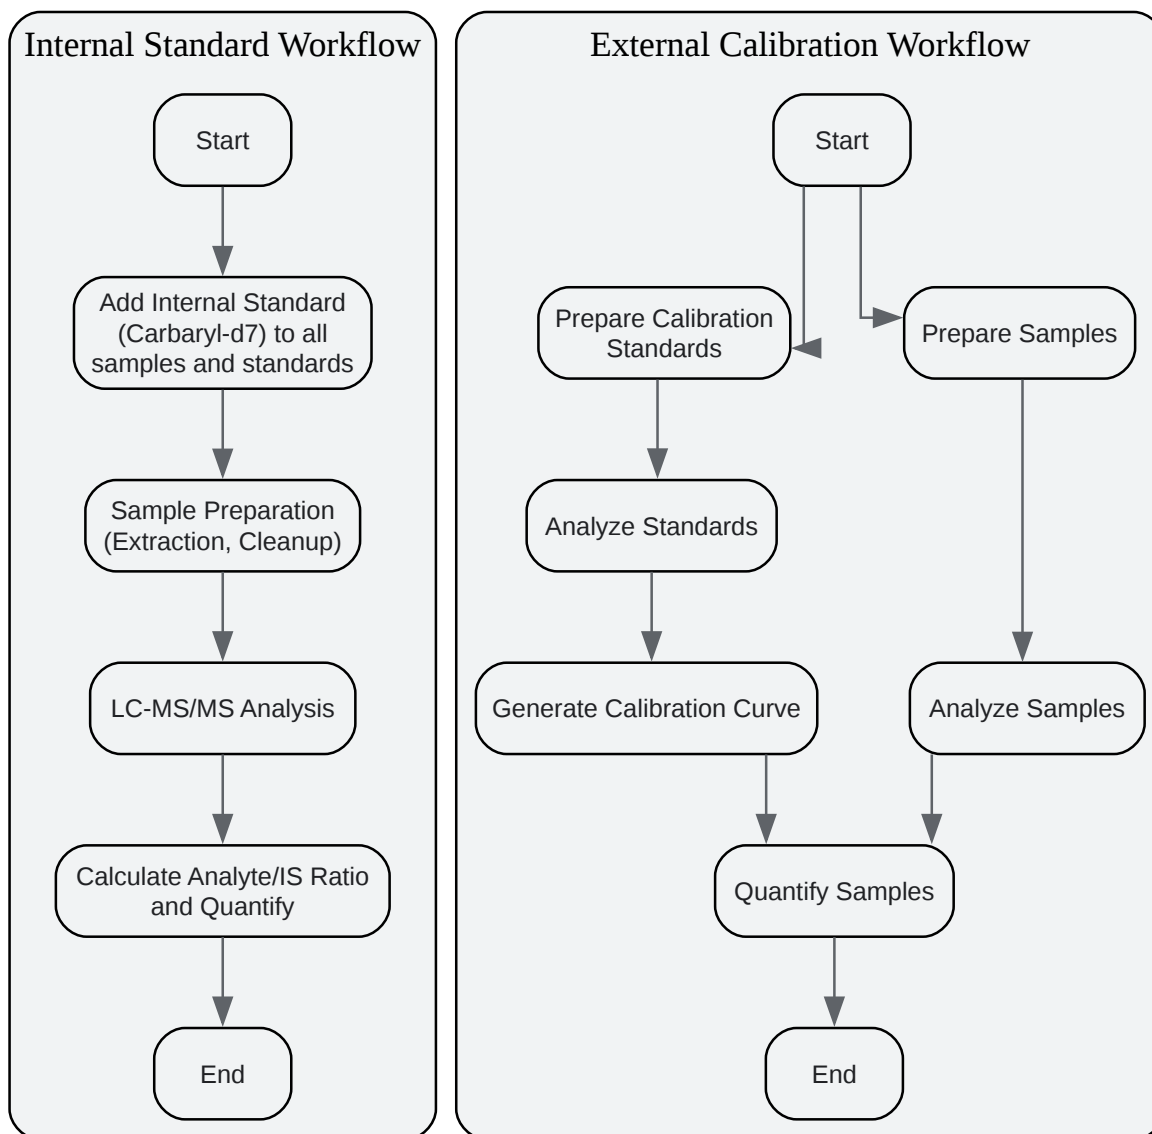 Internal Standard Workflow
Start
Add Internal Standard
(Carbaryl-d7) to all
samples and standards
Sample Preparation
(Extraction, Cleanup)
LC-MS/MS Analysis
Calculate Analyte/IS Ratio
and Quantify
End
External Calibration Workflow
Start
Prepare Calibration
Standards
Prepare Samples
Analyze Standards
Generate Calibration Curve
Analyze Samples
Quantify Samples
End